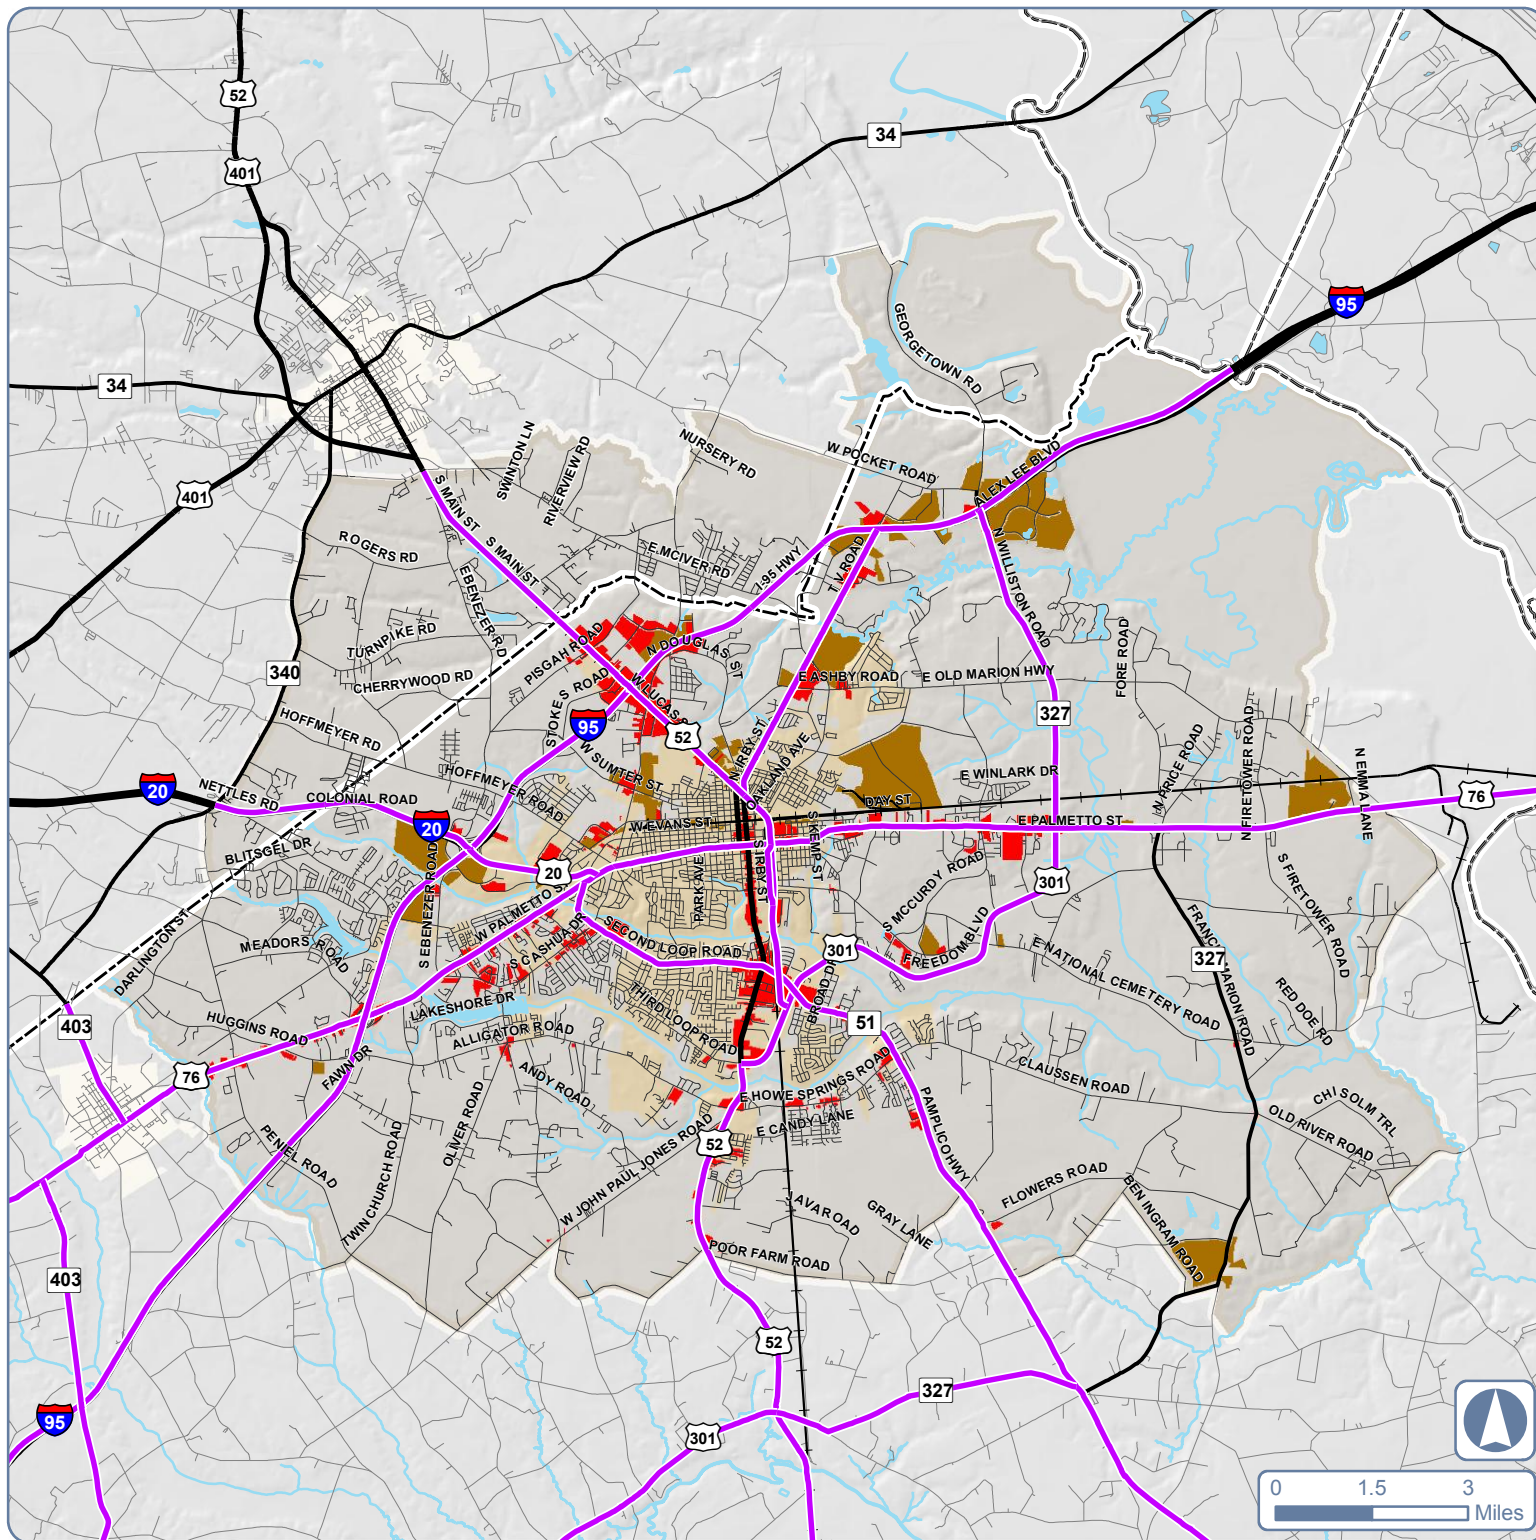 52
401
34
95
GEORGETOWN RD
34
401
SWINTON LN
RIVERVIEW RD
NURSERY RD
W POCKET ROAD
ALEX LEE BLVD
S MAIN ST
S MAIN ST
ROGERS RD
EBENEZER RD
E MCIVER RD
I-95 HWY
T V ROAD
N WILLISTON ROAD
TURNPIKE RD
CHERRYWOOD RD
PISGAH ROAD
N DOUGLAS ST
340
STOKES ROAD
W LUCAS S
E ASHBY ROAD
E OLD MARION HWY
FORE ROAD
327
HOFFMEYER RD
95
52
N IRBY ST
OAKLAND AVE
W SUMTER ST
HOFFMEYER ROAD
E WINLARK DR
N PRICE ROAD
N FIRETOWER ROAD
N EMMA LANE
20
NETTLES RD
COLONIAL ROAD
20
W EVANS ST
DAY ST
E PALMETTO ST
76
BLITSGEL DR
20
S KEMP ST
S IRBY ST
PARK AVE
S EBENEZER ROAD
W PALMETTO S
S MCCURDY ROAD
301
S FIRETOWER ROAD
DARLINGTON ST
MEADORS ROAD
S CASHUA DR
SECOND LOOP ROAD
301
FREEDOM BLVD
FRANCIS MARION ROAD
327
E NATIONAL CEMETERY ROAD
RED DOE RD
LAKESHORE DR
THIRD LOOP ROAD
BROAD DR
51
403
HUGGINS ROAD
ALLIGATOR ROAD
76
FAWN DR
ANDY ROAD
CLAUSSEN ROAD
E HOWE SPRINGS ROAD
PAMPLICO HWY
CHISOLM TRL
OLD RIVER ROAD
PENIEL ROAD
TWIN CHURCH ROAD
OLIVER ROAD
E CANDY LANE
52
W JOHN PAUL JONES ROAD
JAVA ROAD
GRAY LANE
FLOWERS ROAD
BEN INGRAM ROAD
POOR FARM ROAD
403
52
327
95
301
0 1.5 3
Miles